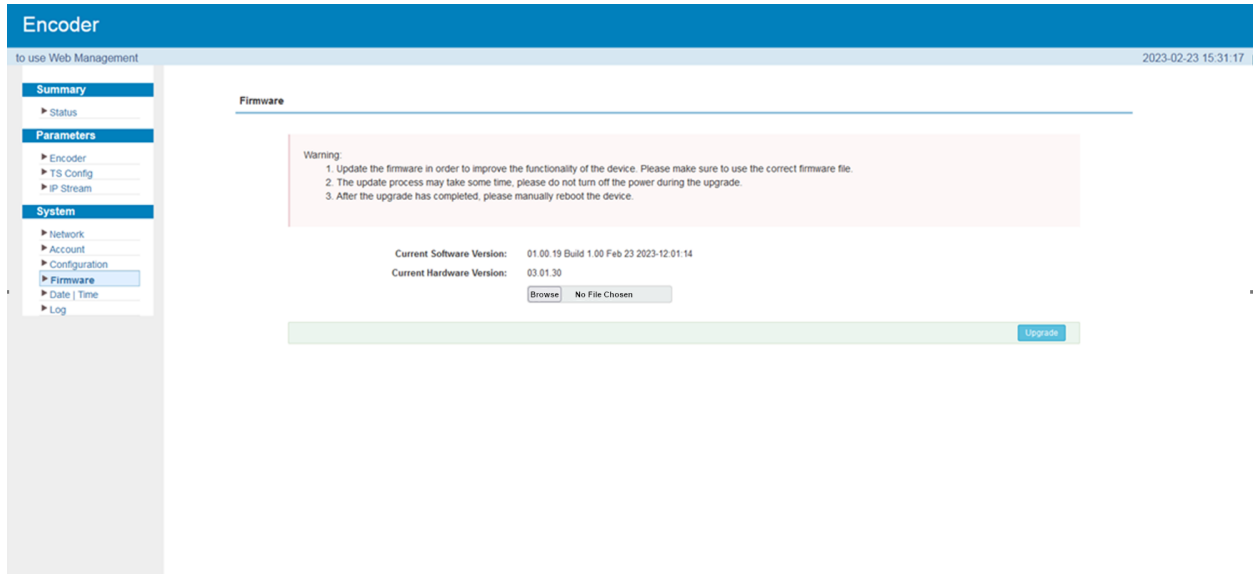 Encoder
to use Web Management
2023-02-23 15:31:17
Summary
Status
Parameters
Encoder
TS Config
IP Stream
System
Network
Account
Configuration
Firmware
Date | Time
Log
Firmware
Warning:
1. Update the firmware in order to improve the functionality of the device. Please make sure to use the correct firmware file.
2. The update process may take some time, please do not turn off the power during the upgrade.
3. After the upgrade has completed, please manually reboot the device.
Current Software Version: 01.00.19 Build 1.00 Feb 23 2023-12:01:14
Current Hardware Version: 03.01.30
Browse No File Chosen
Upgrade